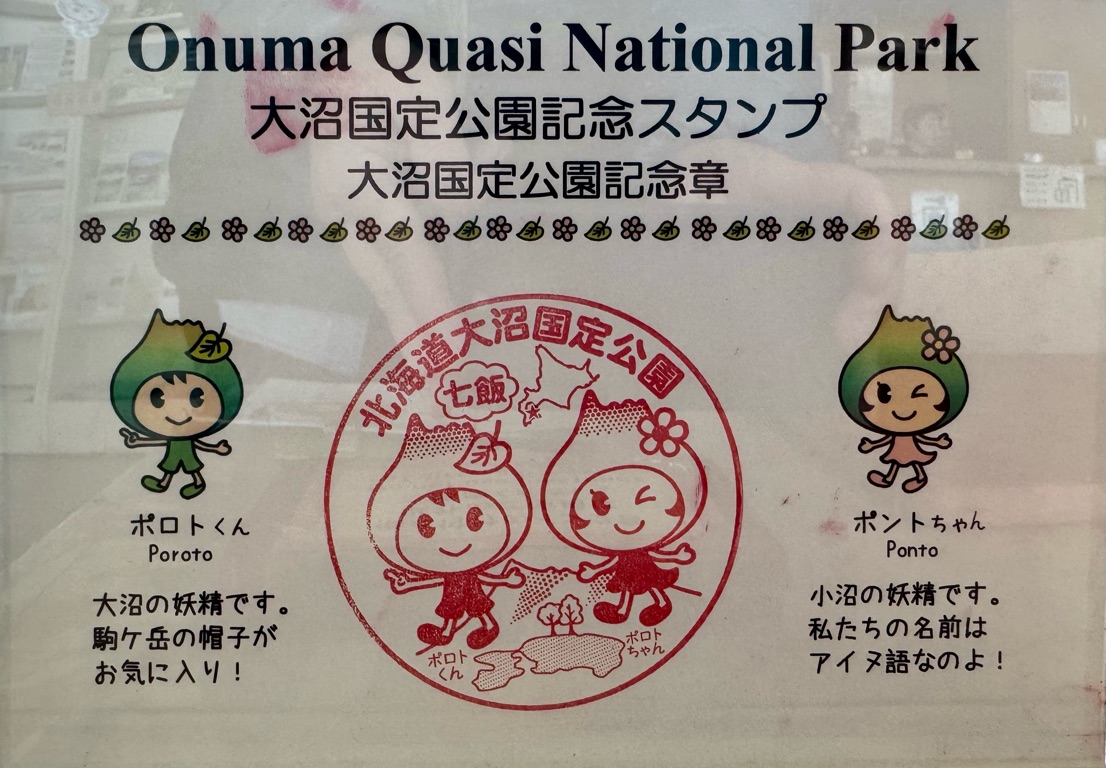 Onuma Quasi National Park
大沼国定公園記念スタンプ
大沼国定公園記念章
北海道大沼国定公園
七飯
ポロト
くん
ポロト
ちゃん
ポロトくん
Poroto
大沼の妖精です。
駒ケ岳の帽子が
お気に入り！
ポントちゃん
Ponto
小沼の妖精です。
私たちの名前は
アイヌ語なのよ！